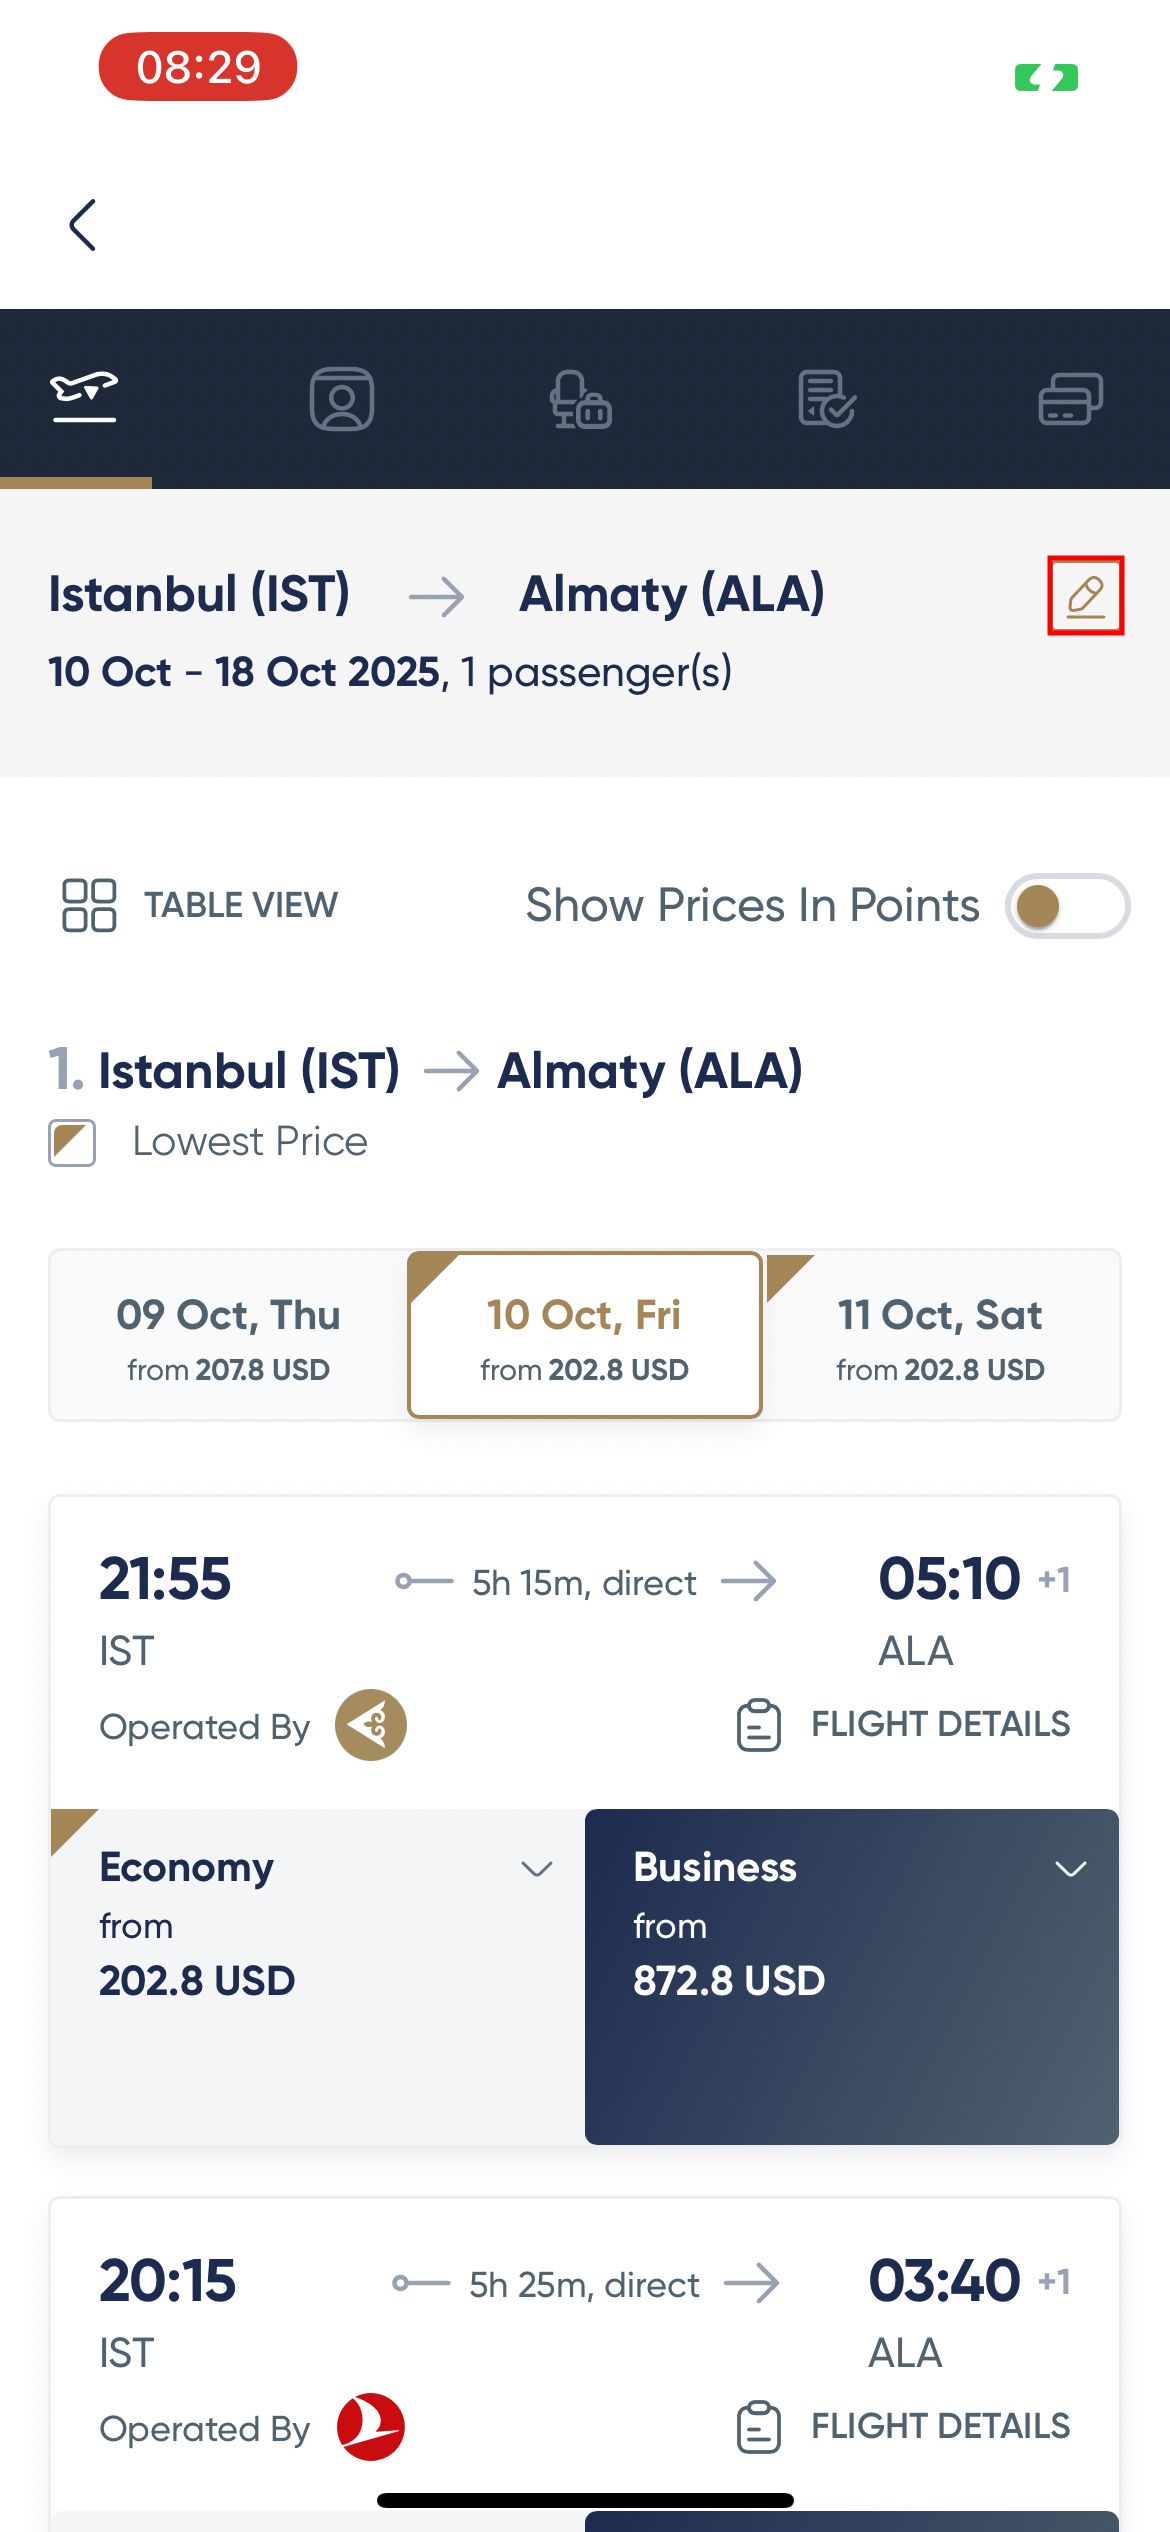 08:29
Istanbul (IST) Almaty (ALA)
10 Oct - 18 Oct 2025, 1 passenger(s)
TABLE VIEW Show Prices In Points
1. Istanbul (IST) Almaty (ALA)
Lowest Price
09 Oct, Thu 10 Oct, Fri 11 Oct, Sat
from 207.8 USD from 202.8 USD from 202.8 USD
21:55 5h 15m, direct 05:10 +1
IST ALA
Operated By FLIGHT DETAILS
Economy Business
from from
202.8 USD 872.8 USD
20:15 5h 25m, direct 03:40 +1
IST ALA
Operated By FLIGHT DETAILS